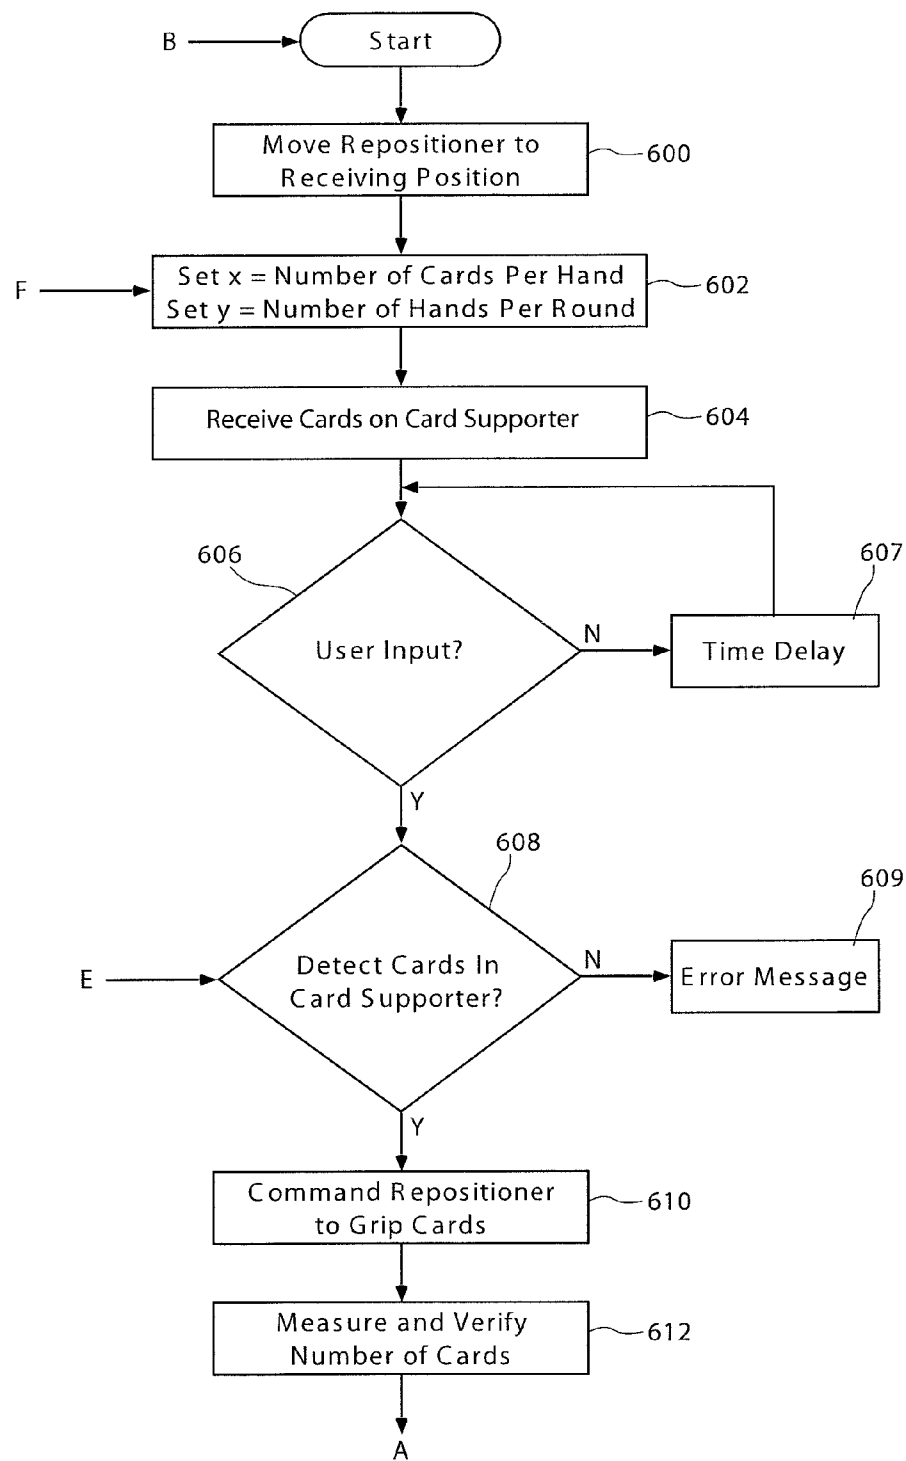 B
Start
Move Repositioner to
Receiving Position
600
F
Set x = Number of Cards Per Hand
Set y = Number of Hands Per Round
602
Receive Cards on Card Supporter
604
606
User Input?
N
607
Time Delay
Y
608
E
Detect Cards In
Card Supporter?
N
609
Error Message
Y
Command Repositioner
to Grip Cards
610
Measure and Verify
Number of Cards
612
A